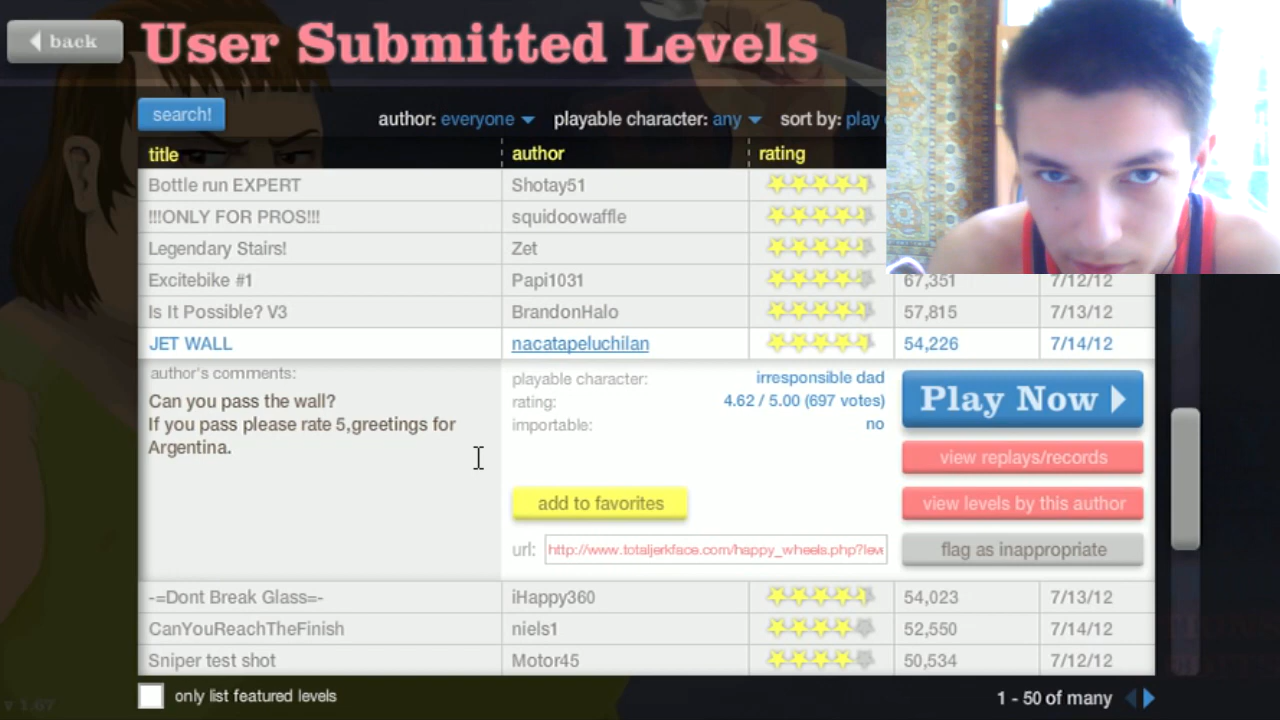 back
User Submitted Levels
search!
author: everyone playable character: any sort by: play
title author rating
Bottle run EXPERT Shotay51
!!!ONLY FOR PROS!!! squidoowaffle
Legendary Stairs! Zet
Excitebike #1 Papi1031 67,351 7/12/12
Is It Possible? V3 BrandonHalo 57,815 7/13/12
JET WALL nacatapeluchilan 54,226 7/14/12
author's comments:
Can you pass the wall?
If you pass please rate 5,greetings for
Argentina.
playable character: irresponsible dad
rating: 4.62 / 5.00 (697 votes)
importable: no
add to favorites
url: http://www.totaljerkface.com/happy_wheels.php?leve
Play Now
view replays/records
view levels by this author
flag as inappropriate
-=Dont Break Glass=- iHappy360 54,023 7/13/12
CanYouReachTheFinish niels1 52,550 7/14/12
Sniper test shot Motor45 50,534 7/12/12
only list featured levels
1 - 50 of many
v 1.67